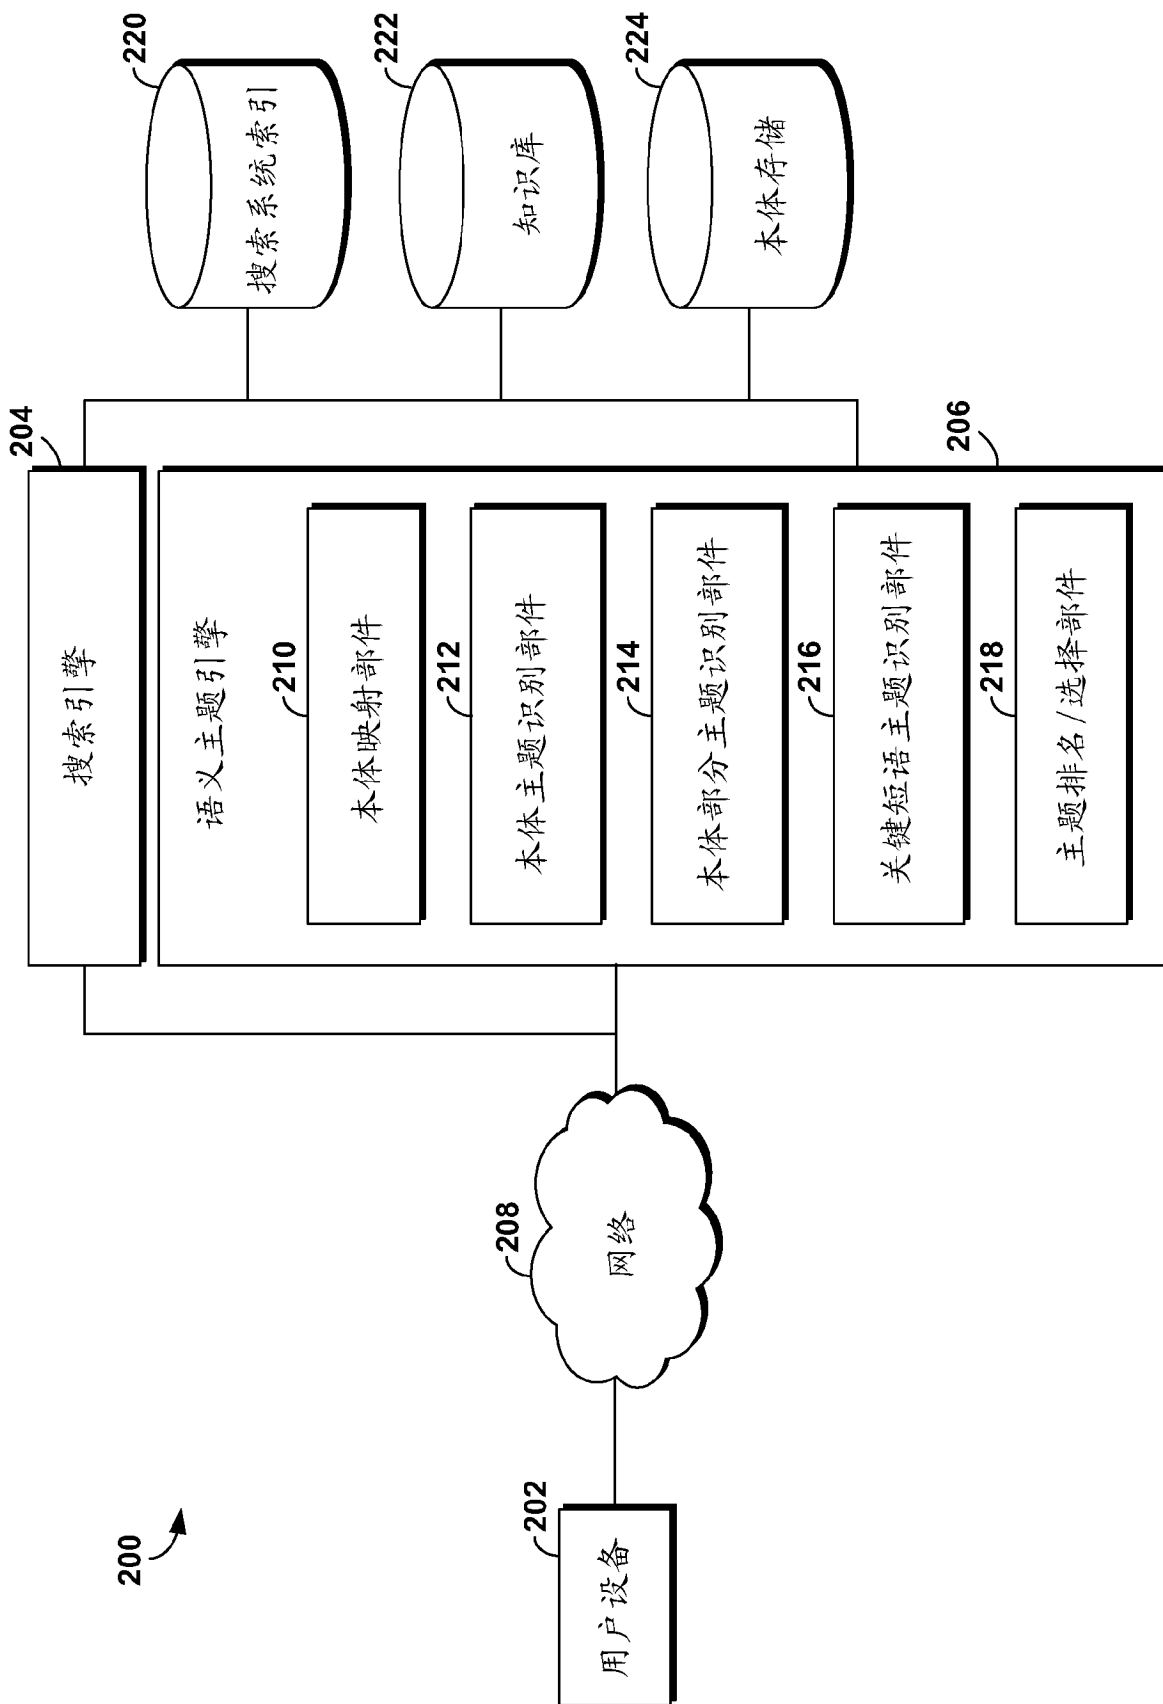 200
202
用户设备
208
网络
204
搜索引擎
206
语义主题引擎
210
本体映射部件
212
本体主题识别部件
214
本体部分主题识别部件
216
关键短语主题识别部件
218
主题排名/选择部件
220
搜索系统索引
222
知识库
224
本体存储